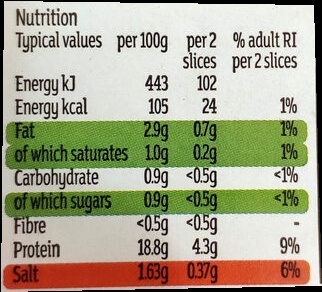 Nutrition
Typical values per 100g per 2 slices % adult RI per 2 slices
Energy kJ 443 102
Energy kcal 105 24 1%
Fat 2.9g 0.7g 1%
of which saturates 1.0g 0.2g 1%
Carbohydrate 0.9g <0.5g <1%
of which sugars 0.9g <0.5g <1%
Fibre <0.5g <0.5g -
Protein 18.8g 4.3g 9%
Salt 1.63g 0.37g 6%